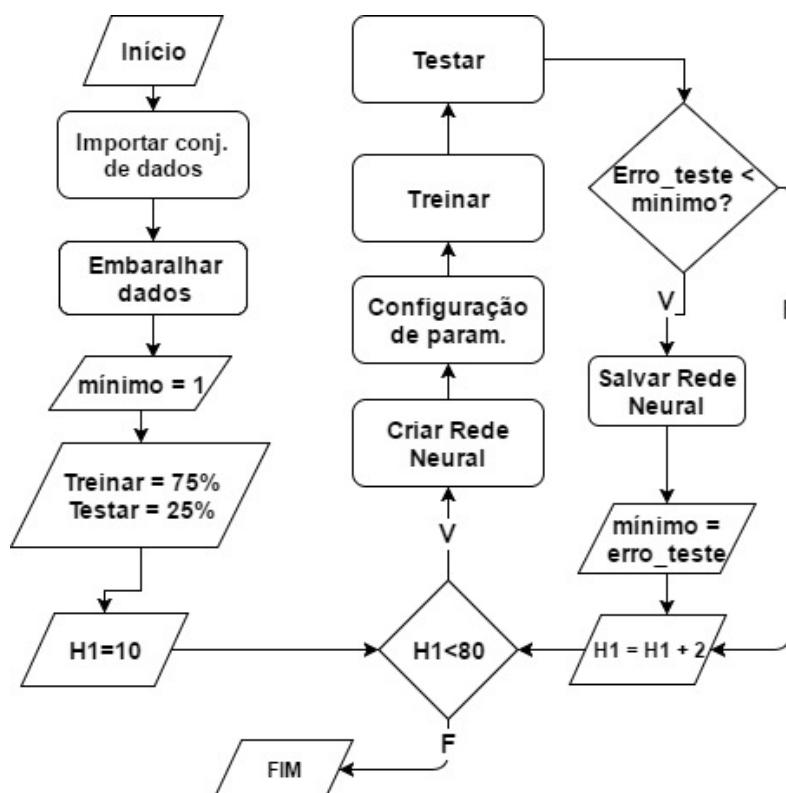 Início
Importar conj.
de dados
Embaralhar
dados
mínimo = 1
Treinar = 75%
Testar = 25%
H1=10
H1<80
V
F
FIM
Criar Rede
Neural
Configuração
de param.
Treinar
Testar
Erro_teste <
minimo?
V
Salvar Rede
Neural
mínimo =
erro_teste
H1 = H1 + 2